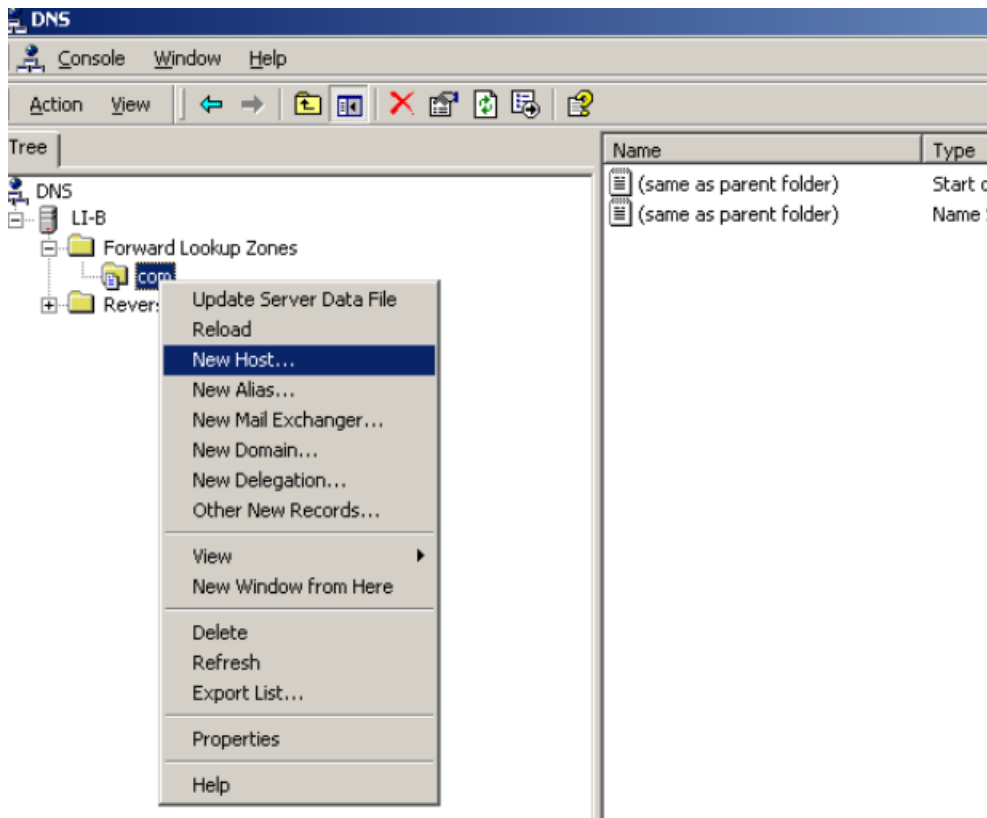 DNS
Console Window Help
Action View
Tree
Name Type
DNS
(same as parent folder) Start
LI-B
(same as parent folder) Name
Forward Lookup Zones
com
Update Server Data File
Reload
New Host...
New Alias...
New Mail Exchanger...
New Domain...
New Delegation...
Other New Records...
View
New Window from Here
Delete
Refresh
Export List...
Properties
Help